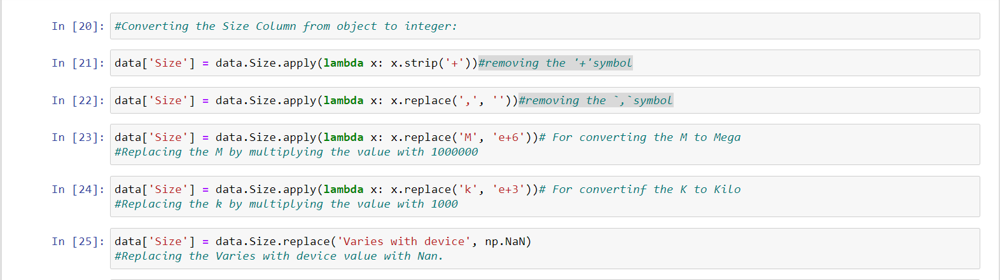 In [20]: #Converting the Size Column from object to integer:
In [21]: data['Size'] = data.Size.apply(lambda x: x.strip('+'))#removing the '+'symbol
In [22]: data['Size'] = data.Size.apply(lambda x: x.replace(',', ''))#removing the `,`symbol
In [23]: data['Size'] = data.Size.apply(lambda x: x.replace('M', 'e+6'))# For converting the M to Mega
#Replacing the M by multiplying the value with 1000000
In [24]: data['Size'] = data.Size.apply(lambda x: x.replace('k', 'e+3'))# For convertinf the K to Kilo
#Replacing the k by multiplying the value with 1000
In [25]: data['Size'] = data.Size.replace('Varies with device', np.NaN)
#Replacing the Varies with device value with Nan.